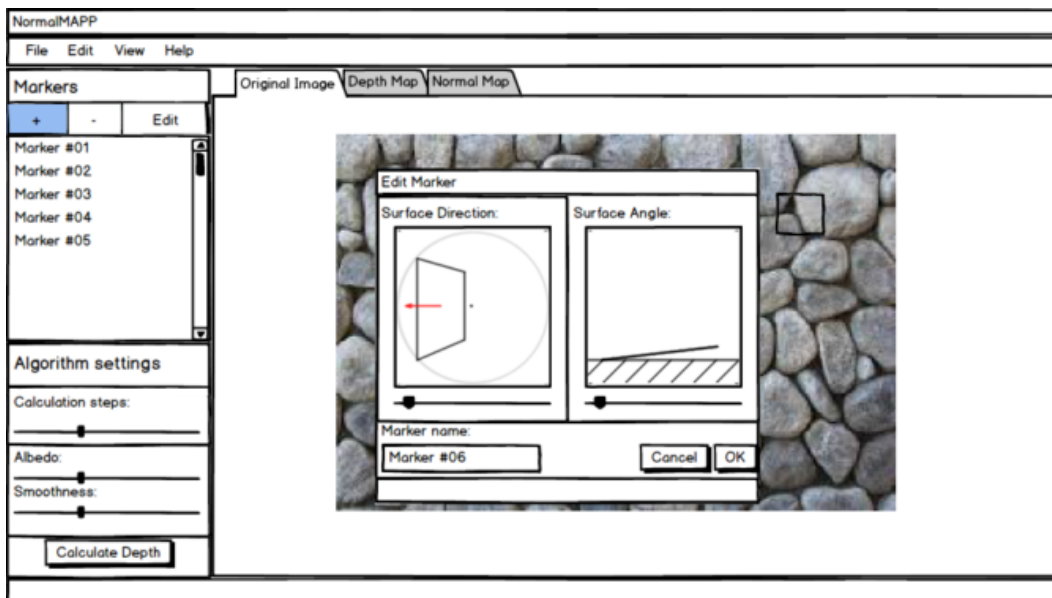 NormalMAPP
File Edit View Help
Markers
+ - Edit
Marker #01
Marker #02
Marker #03
Marker #04
Marker #05
Algorithm settings
Calculation steps:
Albedo:
Smoothness:
Calculate Depth
Original Image Depth Map Normal Map
Edit Marker
Surface Direction: Surface Angle:
Marker name:
Marker #06 Cancel OK